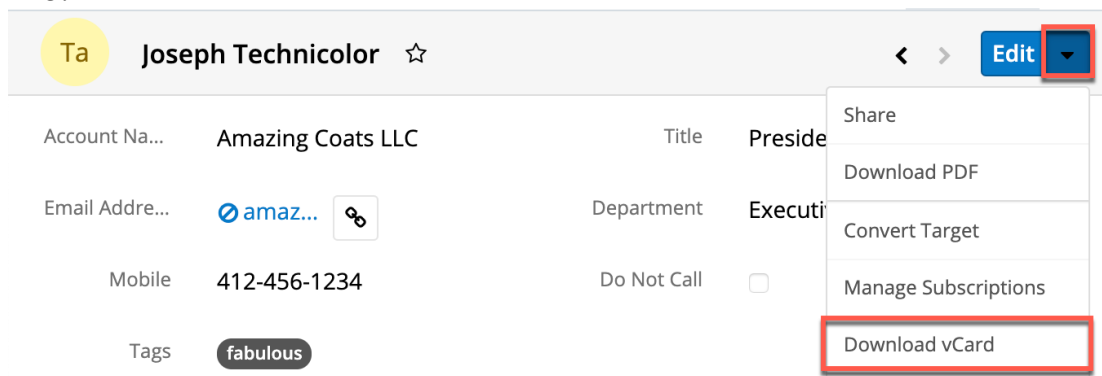 Ta Joseph Technicolor Edit
Share
Account Na... Amazing Coats LLC Title Preside
Download PDF
Email Addre... amaz... Department Executi
Convert Target
Mobile 412-456-1234 Do Not Call
Manage Subscriptions
Tags fabulous
Download vCard